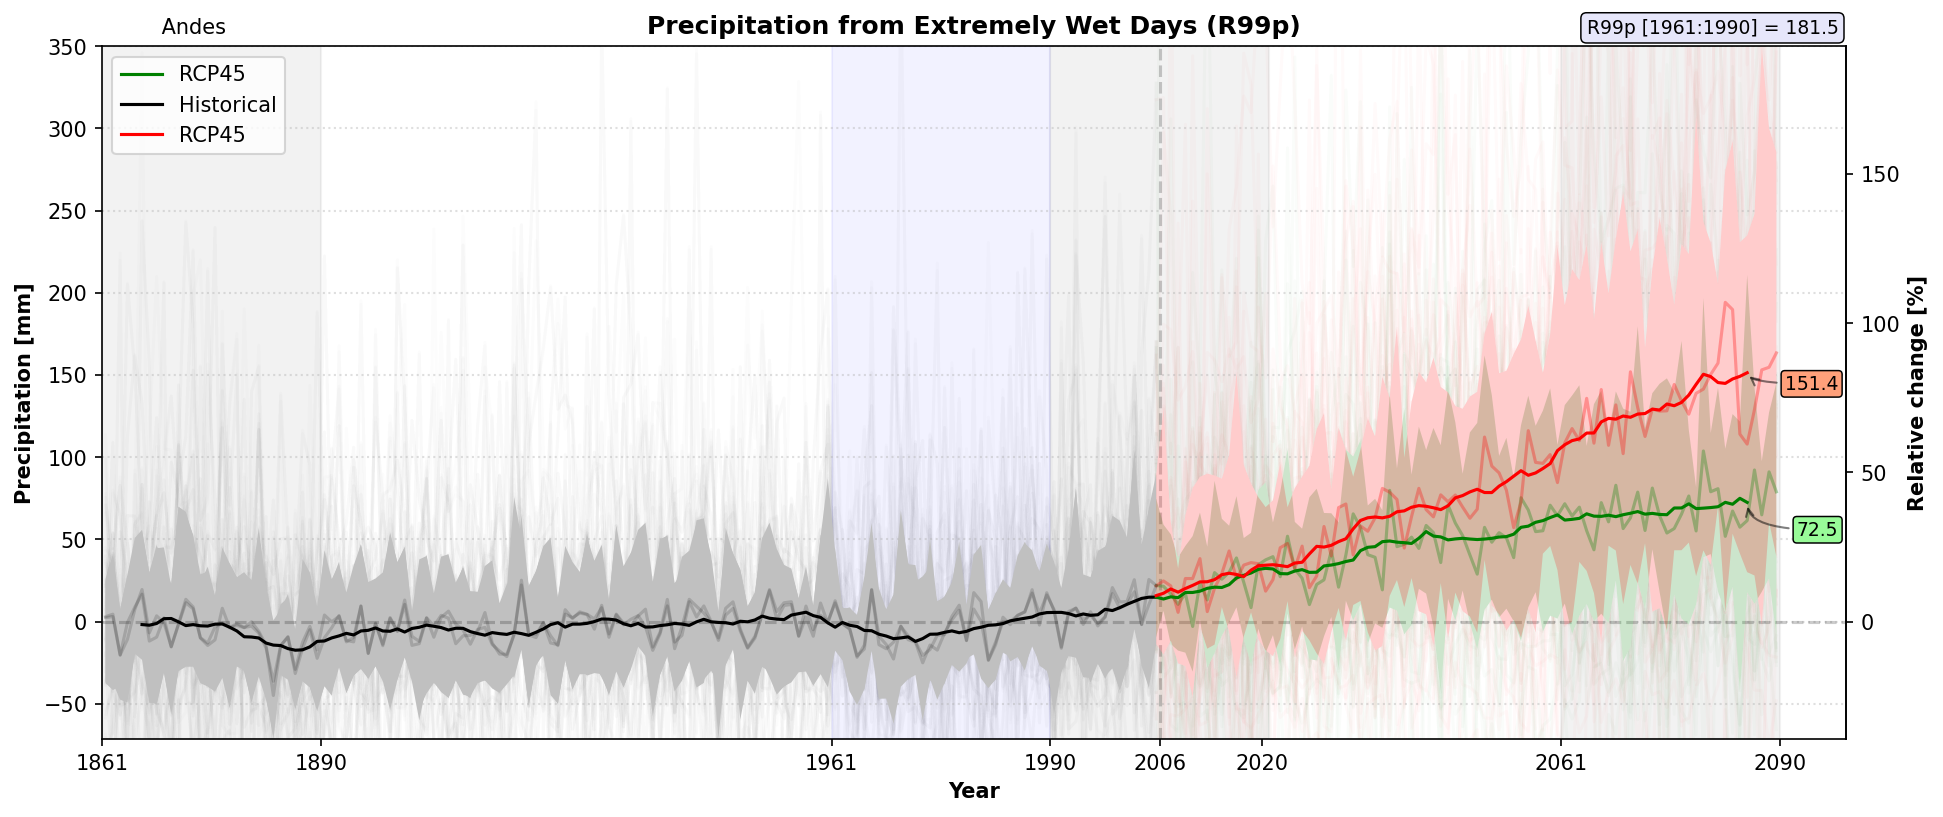 Andes
Precipitation from Extremely Wet Days (R99p)
R99p [1961:1990] = 181.5
RCP45
Historical
RCP45
350
300
250
200
150
100
50
0
−50
Precipitation [mm]
150
100
50
0
Relative change [%]
151.4
72.5
1861
1890
1961
1990
2006
2020
2061
2090
Year